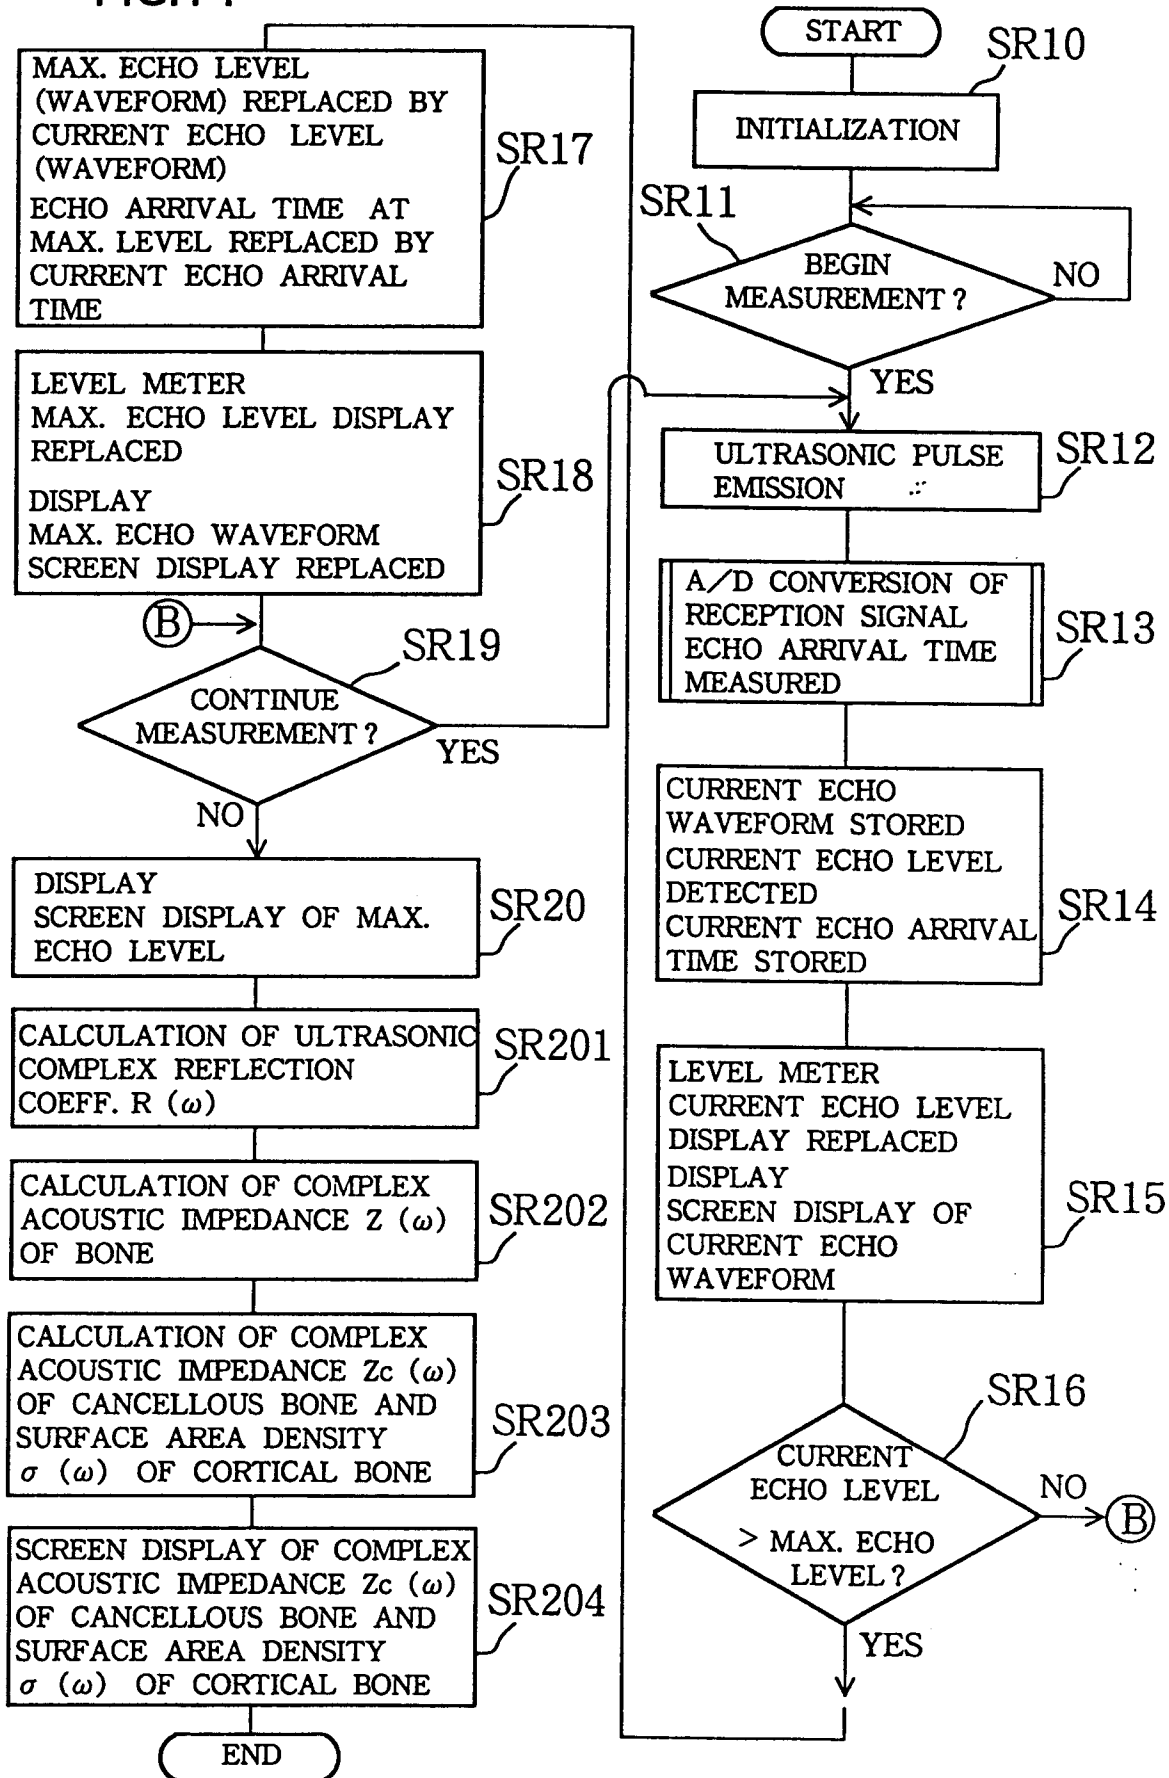 START
SR10
INITIALIZATION
SR11
BEGIN
MEASUREMENT ?
NO
YES
ULTRASONIC PULSE
EMISSION
SR12
A/D CONVERSION OF
RECEPTION SIGNAL
ECHO ARRIVAL TIME
MEASURED
SR13
CURRENT ECHO
WAVEFORM STORED
CURRENT ECHO LEVEL
DETECTED
CURRENT ECHO ARRIVAL
TIME STORED
SR14
LEVEL METER
CURRENT ECHO LEVEL
DISPLAY REPLACED
DISPLAY
SCREEN DISPLAY OF
CURRENT ECHO
WAVEFORM
SR15
SR16
CURRENT
ECHO LEVEL
> MAX. ECHO
LEVEL ?
NO
B
YES
MAX. ECHO LEVEL
(WAVEFORM) REPLACED BY
CURRENT ECHO LEVEL
(WAVEFORM)
ECHO ARRIVAL TIME AT
MAX. LEVEL REPLACED BY
CURRENT ECHO ARRIVAL
TIME
SR17
LEVEL METER
MAX. ECHO LEVEL DISPLAY
REPLACED
DISPLAY
MAX. ECHO WAVEFORM
SCREEN DISPLAY REPLACED
SR18
B
SR19
CONTINUE
MEASUREMENT ?
YES
NO
DISPLAY
SCREEN DISPLAY OF MAX.
ECHO LEVEL
SR20
CALCULATION OF ULTRASONIC
COMPLEX REFLECTION
COEFF. R (ω)
SR201
CALCULATION OF COMPLEX
ACOUSTIC IMPEDANCE Z (ω)
OF BONE
SR202
CALCULATION OF COMPLEX
ACOUSTIC IMPEDANCE Zc (ω)
OF CANCELLOUS BONE AND
SURFACE AREA DENSITY
σ (ω) OF CORTICAL BONE
SR203
SCREEN DISPLAY OF COMPLEX
ACOUSTIC IMPEDANCE Zc (ω)
OF CANCELLOUS BONE AND
SURFACE AREA DENSITY
σ (ω) OF CORTICAL BONE
SR204
END